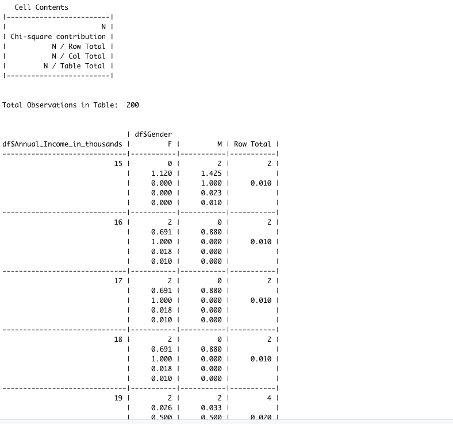 Cell Contents
|-------------------------|
|                       N |
| Chi-square contribution |
|           N / Row Total |
|           N / Col Total |
|         N / Table Total |
|-------------------------|
Total Observations in Table:  200
| df$Gender
df$Annual_Income_in_thousands |         F |         M | Row Total |
------------------------------|-----------|-----------|-----------|
15 |         0 |         2 |         2 |
|     1.120 |     1.425 |           |
|     0.000 |     1.000 |     0.010 |
|     0.000 |     0.023 |           |
|     0.000 |     0.010 |           |
------------------------------|-----------|-----------|-----------|
16 |         2 |         0 |         2 |
|     0.691 |     0.880 |           |
|     1.000 |     0.000 |     0.010 |
|     0.018 |     0.000 |           |
|     0.010 |     0.000 |           |
------------------------------|-----------|-----------|-----------|
17 |         2 |         0 |         2 |
|     0.691 |     0.880 |           |
|     1.000 |     0.000 |     0.010 |
|     0.018 |     0.000 |           |
|     0.010 |     0.000 |           |
------------------------------|-----------|-----------|-----------|
18 |         2 |         0 |         2 |
|     0.691 |     0.880 |           |
|     1.000 |     0.000 |     0.010 |
|     0.018 |     0.000 |           |
|     0.010 |     0.000 |           |
------------------------------|-----------|-----------|-----------|
19 |         2 |         2 |         4 |
|     0.026 |     0.033 |           |
|     0.500 |     0.500 |     0.020 |